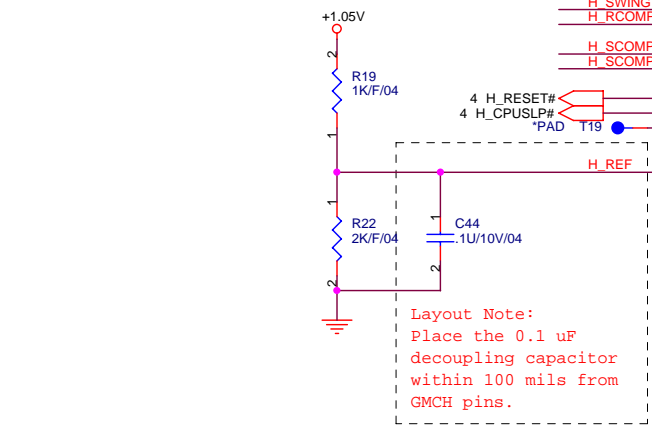 +1.05V
H_SWING
H_RCOMP
2
R19
1K/F/04
H_SCOMP
H_SCOMP
4 H_RESET#
4 H_CPUSLP#
*PAD T19
1
H_REF
1
R22
2K/F/04
1
C44
.1U/10V/04
2
2
Layout Note:
Place the 0.1 uF
decoupling capacitor
within 100 mils from
GMCH pins.